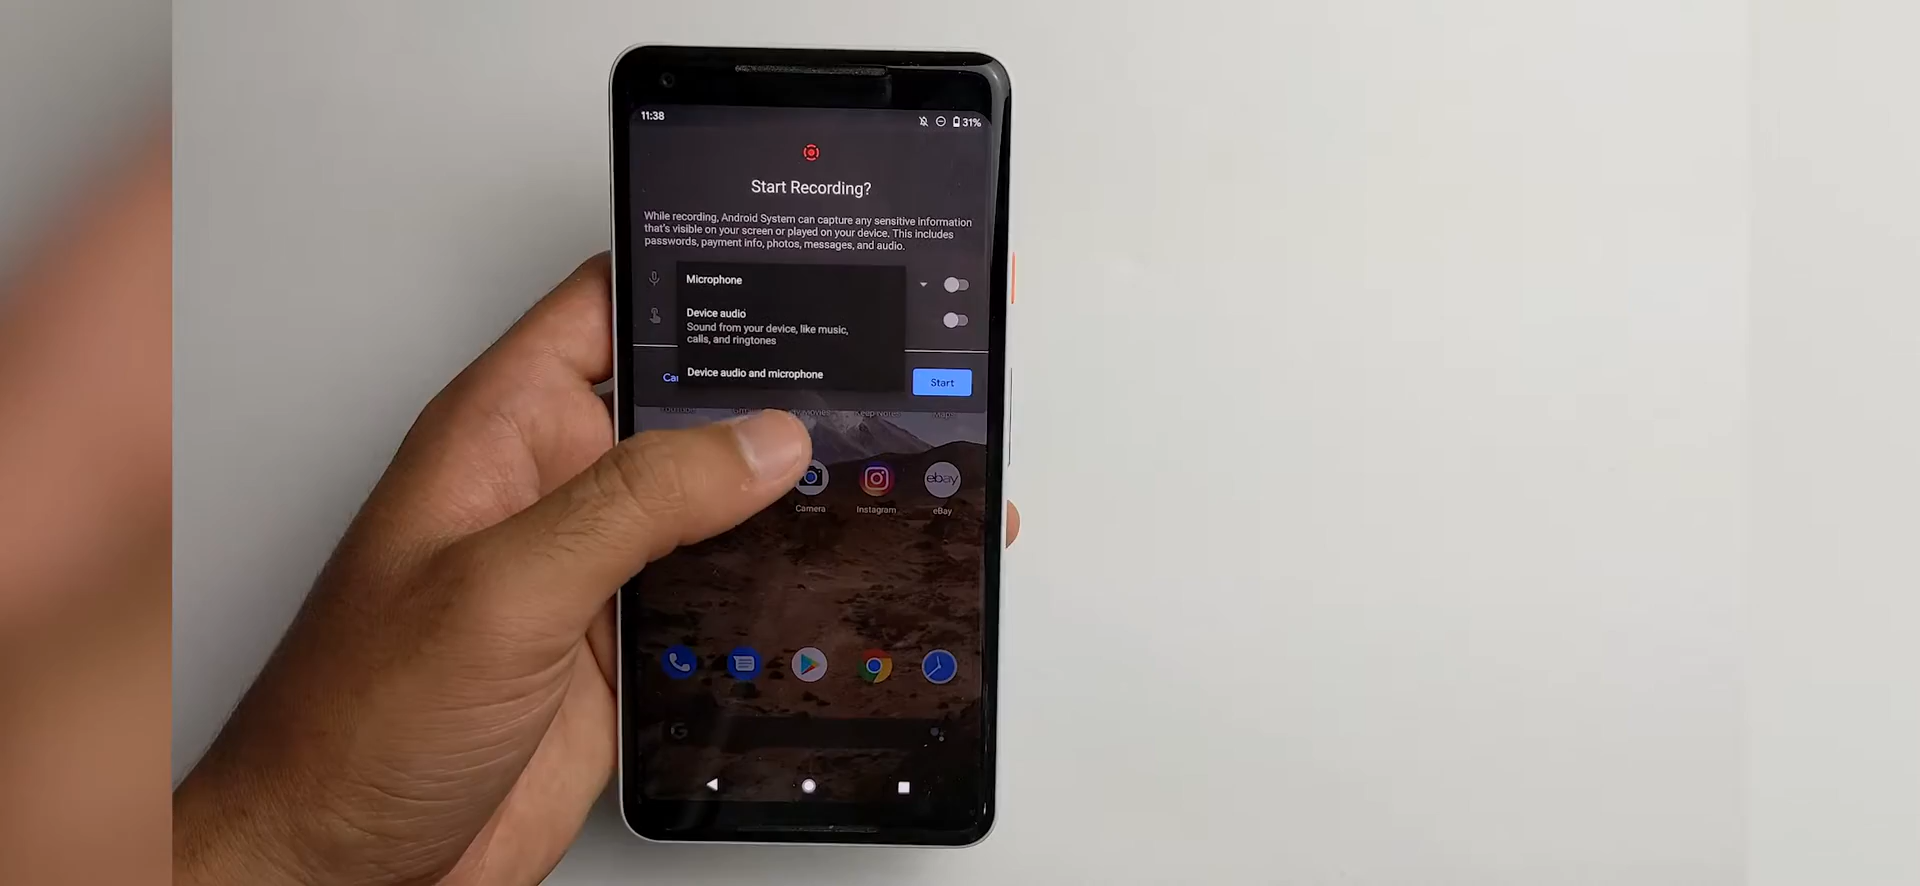 11:38
31%
Start Recording?
While recording, Android System can capture any sensitive information
that's visible on your screen or played on your device. This includes
passwords, payment info, photos, messages, and audio.
Microphone
Device audio
Sound from your device, like music,
calls, and ringtones
Device audio and microphone
Start
YouTube
ebay
Camera
Instagram
eBay
G